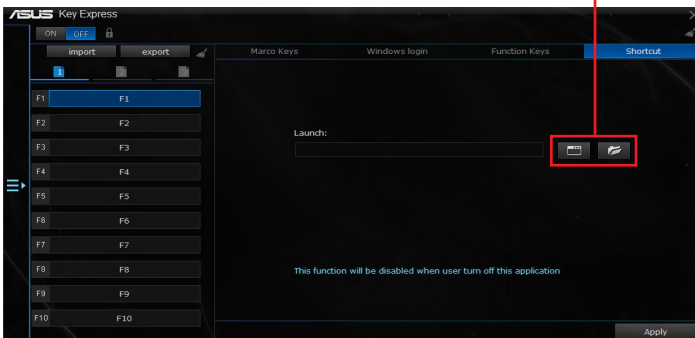 ASUS Key Express
ON OFF
import export
Marco Keys Windows login Function Keys Shortcut
1 2 3
F1 F1
F2 F2
Launch:
F3 F3
F4 F4
F5 F5
F6 F6
F7 F7
F8 F8
This function will be disabled when user turn off this application
F9 F9
F10 F10
Apply